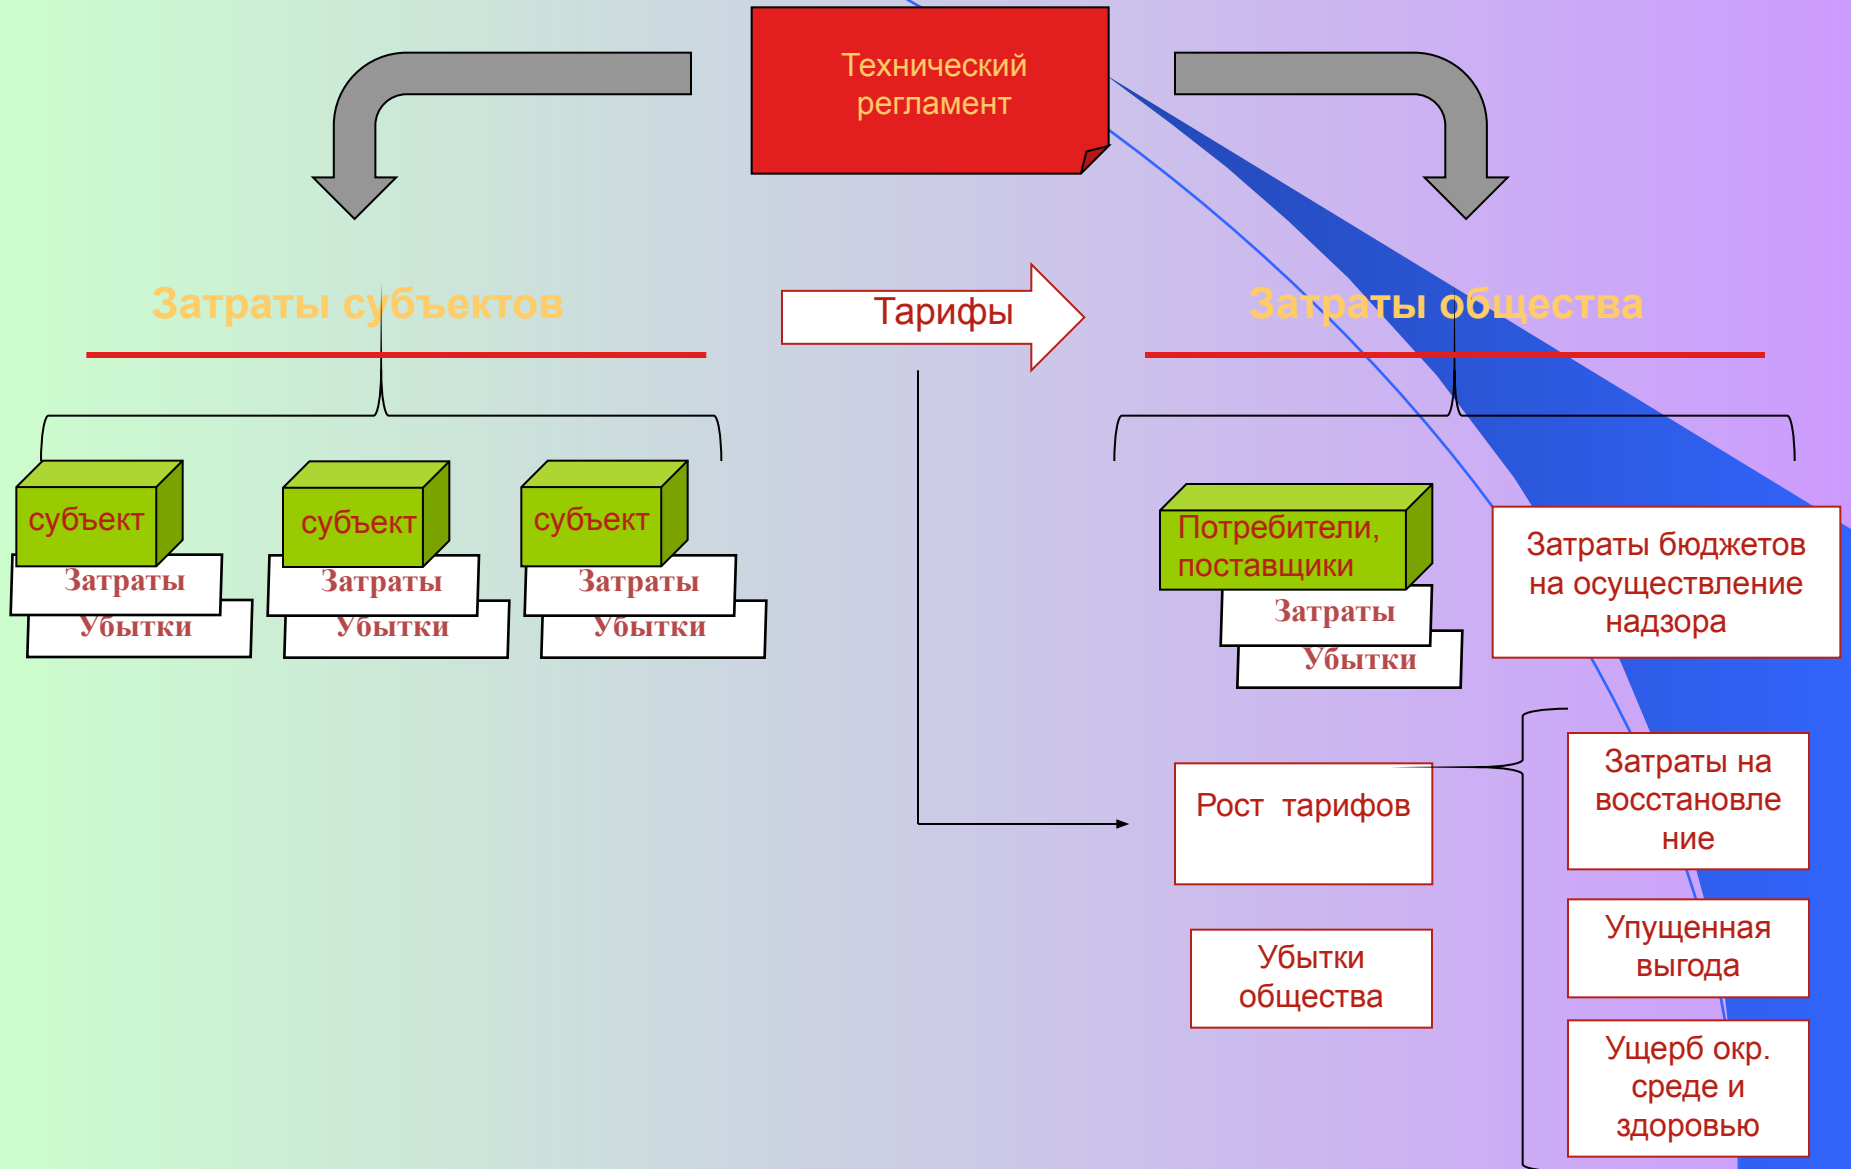 Технический
регламент
Затраты субъектов
Тарифы
Затраты общества
субъект
Затраты
Убытки
субъект
Затраты
Убытки
субъект
Затраты
Убытки
Потребители,
поставщики
Затраты
Убытки
Затраты бюджетов
на осуществление
надзора
Рост тарифов
Убытки
общества
Затраты на
восстановле
ние
Упущенная
выгода
Ущерб окр.
среде и
здоровью